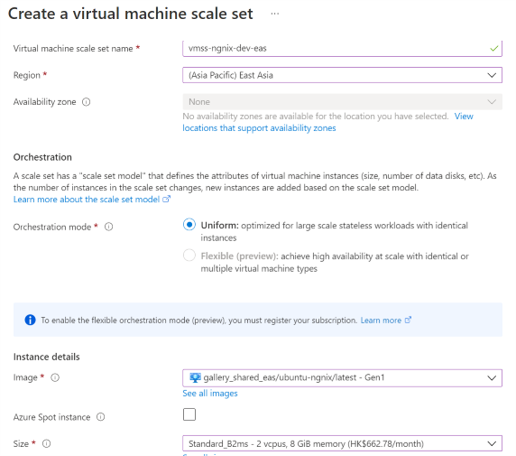 Create a virtual machine scale set ...
Virtual machine scale set name *
vmss-ngnix-dev-eas
Region *
(Asia Pacific) East Asia
Availability zone
None
No availability zones are available for the location you have selected. View
locations that support availability zones
Orchestration
A scale set has a "scale set model" that defines the attributes of virtual machine instances (size, number of data disks, etc). As
the number of instances in the scale set changes, new instances are added based on the scale set model.
Learn more about the scale set model
Orchestration mode *
Uniform: optimized for large scale stateless workloads with identical
instances
Flexible (preview): achieve high availability at scale with identical or
multiple virtual machine types
To enable the flexible orchestration mode (preview), you must register your subscription. Learn more
Instance details
Image *
gallery_shared_eas/ubuntu-ngnix/latest - Gen1
See all images
Azure Spot instance
Size *
Standard_B2ms - 2 vcpus, 8 GiB memory (HK$662.78/month)